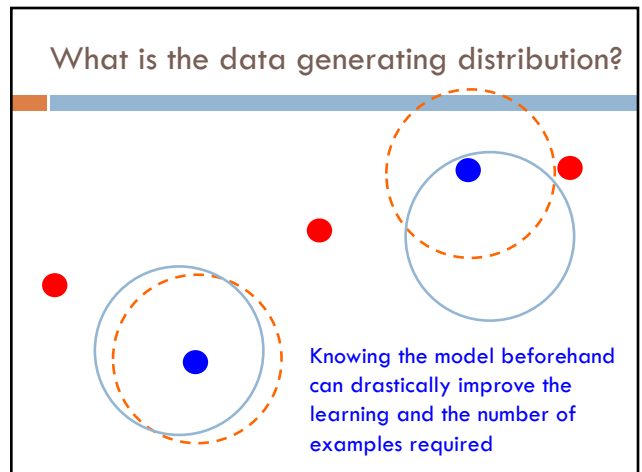 What is the data generating distribution?
Knowing the model beforehand
can drastically improve the
learning and the number of
examples required